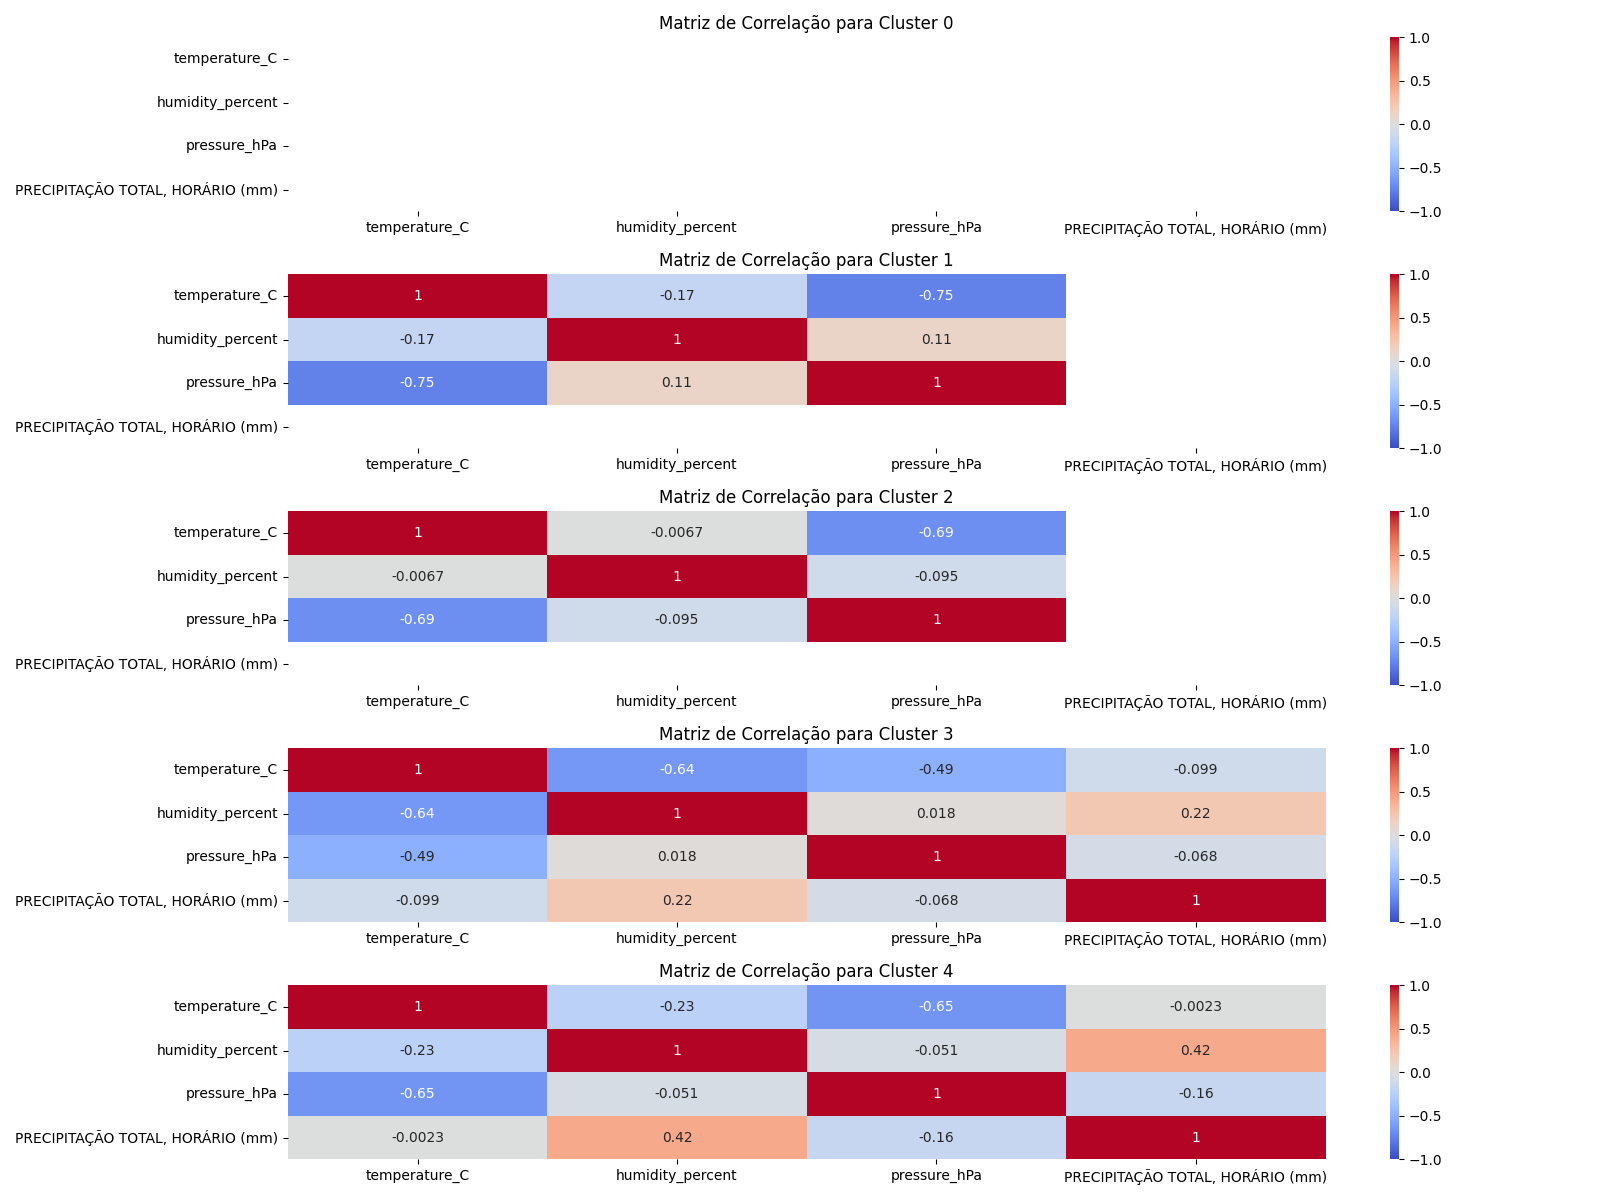 Matriz de Correlação para Cluster 0
temperature_C
humidity_percent
pressure_hPa
PRECIPITAÇÃO TOTAL, HORÁRIO (mm)
temperature_C humidity_percent pressure_hPa PRECIPITAÇÃO TOTAL, HORÁRIO (mm)
1.0
0.5
0.0
−0.5
−1.0
Matriz de Correlação para Cluster 1
temperature_C 1 -0.17 -0.75
humidity_percent -0.17 1 0.11
pressure_hPa -0.75 0.11 1
PRECIPITAÇÃO TOTAL, HORÁRIO (mm)
temperature_C humidity_percent pressure_hPa PRECIPITAÇÃO TOTAL, HORÁRIO (mm)
1.0
0.5
0.0
−0.5
−1.0
Matriz de Correlação para Cluster 2
temperature_C 1 -0.0067 -0.69
humidity_percent -0.0067 1 -0.095
pressure_hPa -0.69 -0.095 1
PRECIPITAÇÃO TOTAL, HORÁRIO (mm)
temperature_C humidity_percent pressure_hPa PRECIPITAÇÃO TOTAL, HORÁRIO (mm)
1.0
0.5
0.0
−0.5
−1.0
Matriz de Correlação para Cluster 3
temperature_C 1 -0.64 -0.49 -0.099
humidity_percent -0.64 1 0.018 0.22
pressure_hPa -0.49 0.018 1 -0.068
PRECIPITAÇÃO TOTAL, HORÁRIO (mm) -0.099 0.22 -0.068 1
temperature_C humidity_percent pressure_hPa PRECIPITAÇÃO TOTAL, HORÁRIO (mm)
1.0
0.5
0.0
−0.5
−1.0
Matriz de Correlação para Cluster 4
temperature_C 1 -0.23 -0.65 -0.0023
humidity_percent -0.23 1 -0.051 0.42
pressure_hPa -0.65 -0.051 1 -0.16
PRECIPITAÇÃO TOTAL, HORÁRIO (mm) -0.0023 0.42 -0.16 1
temperature_C humidity_percent pressure_hPa PRECIPITAÇÃO TOTAL, HORÁRIO (mm)
1.0
0.5
0.0
−0.5
−1.0